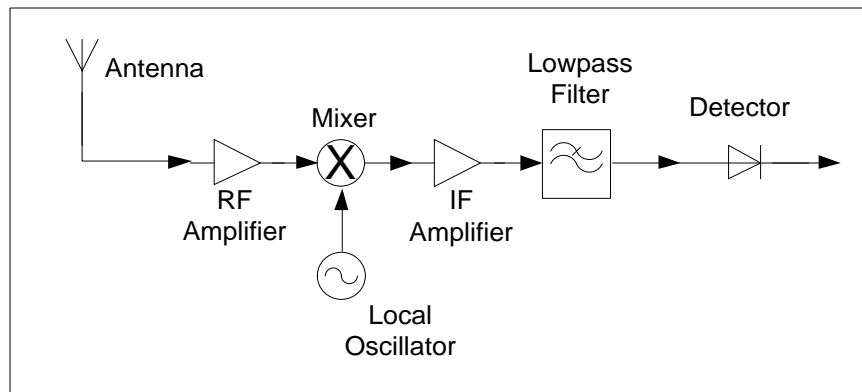 Antenna
Lowpass
Filter
Detector
Mixer
X
RF
Amplifier
IF
Amplifier
Local
Oscillator